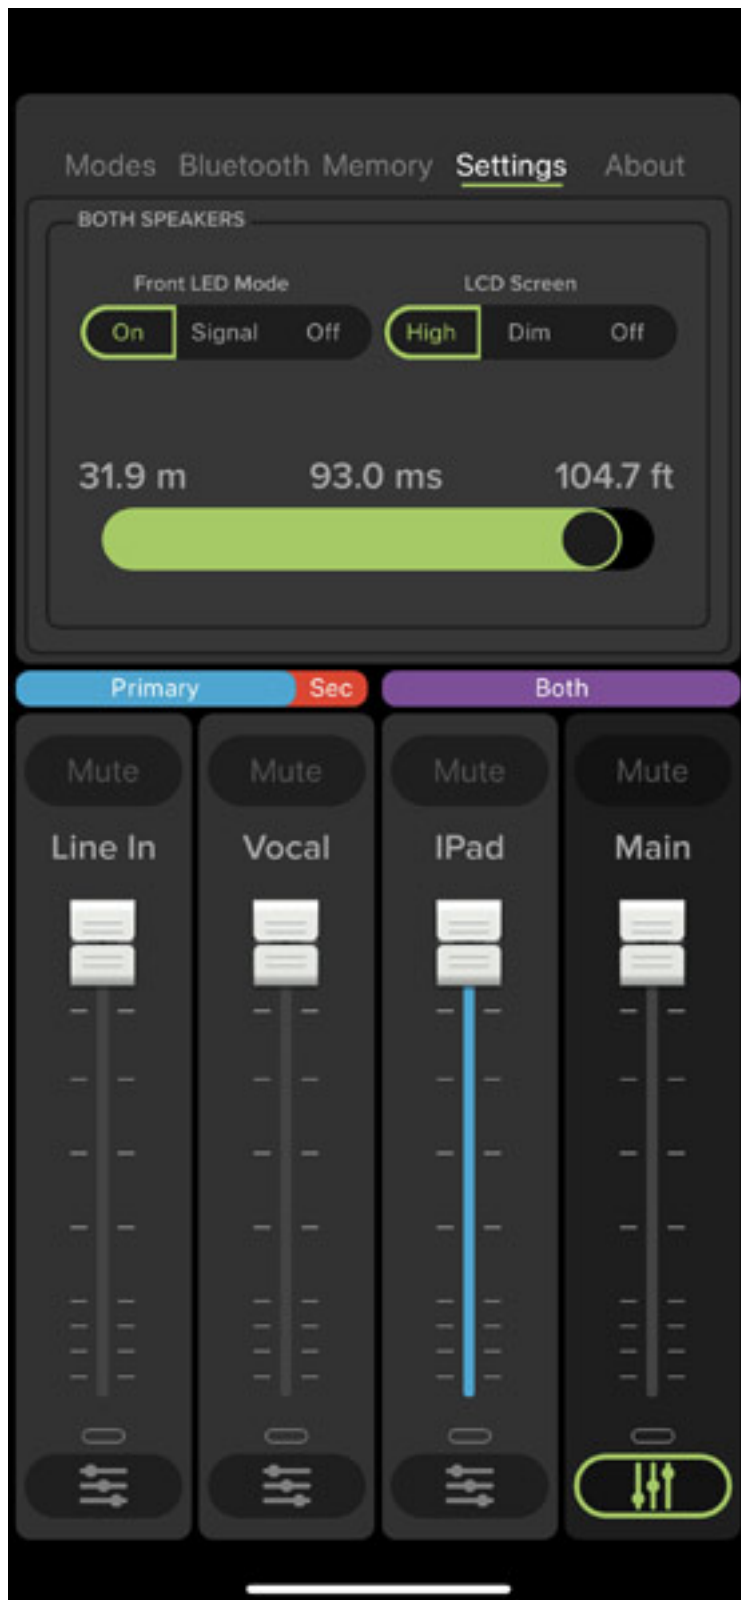 Modes Bluetooth Memory Settings About
BOTH SPEAKERS
Front LED Mode LCD Screen
On Signal Off High Dim Off
31.9 m 93.0 ms 104.7 ft
Primary Sec Both
Mute Mute Mute Mute
Line In Vocal IPad Main